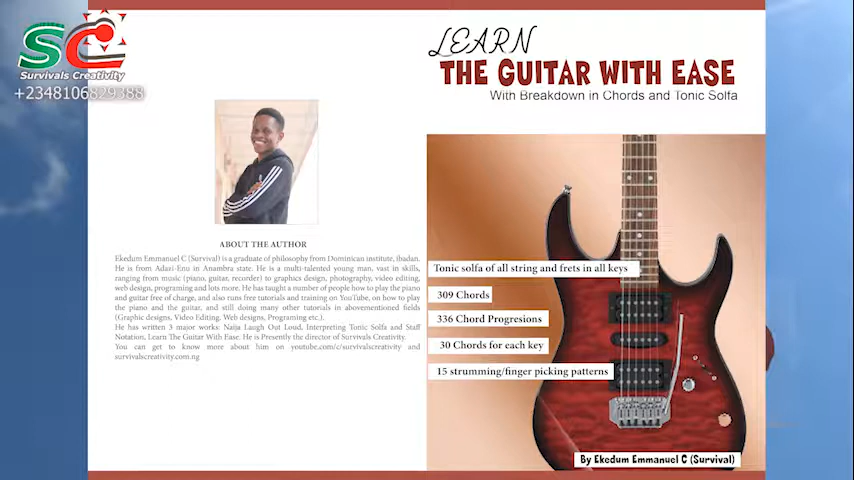 SC
Survivals Creativity
+2348106829388
LEARN
THE GUITAR WITH EASE
With Breakdown in Chords and Tonic Solfa
ABOUT THE AUTHOR
Ekedum Emmanuel C (Survival) is a graduate of philosophy from Dominican institute, ibadan.
He is from Adazi-Enu in Anambra state. He is a multi-talented young man, vast in skills,
ranging from music (piano, guitar, recorder) to graphics design, photography, video editing,
web design, programing and lots more. He has taught a number of people how to play the piano
and guitar free of charge, and also runs free tutorials and training on YouTube, on how to play
the piano and the guitar, and still doing many other tutorials in abovementioned fields
(Graphic designs, Video Editing, Web designs, Programing etc.).
He has written 3 major works: Naija Laugh Out Loud, Interpreting Tonic Solfa and Staff
Notation, Learn The Guitar With Ease. He is Presently the director of Survivals Creativity.
You can get to know more about him on youtube.com/c/survivalscreativity and
survivalscreativity.com.ng
Tonic solfa of all string and frets in all keys
309 Chords
336 Chord Progresions
30 Chords for each key
15 strumming/finger picking patterns
By Ekedum Emmanuel C (Survival)